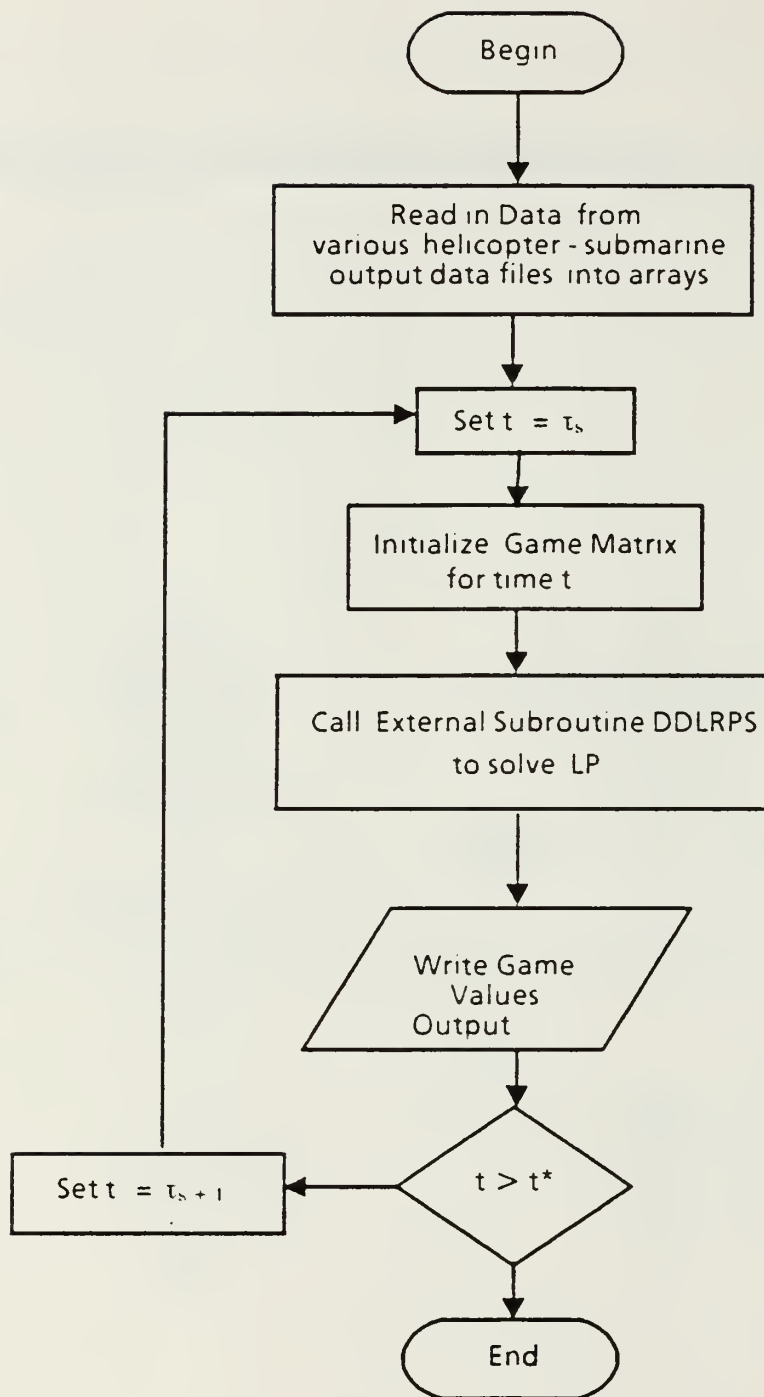 Begin
Read in Data from
various helicopter - submarine
output data files into arrays
Set t = τₛ
Initialize Game Matrix
for time t
Call External Subroutine DDLRPS
to solve LP
Write Game
Values
Output
t > t*
Set t = τₛ₊₁
End